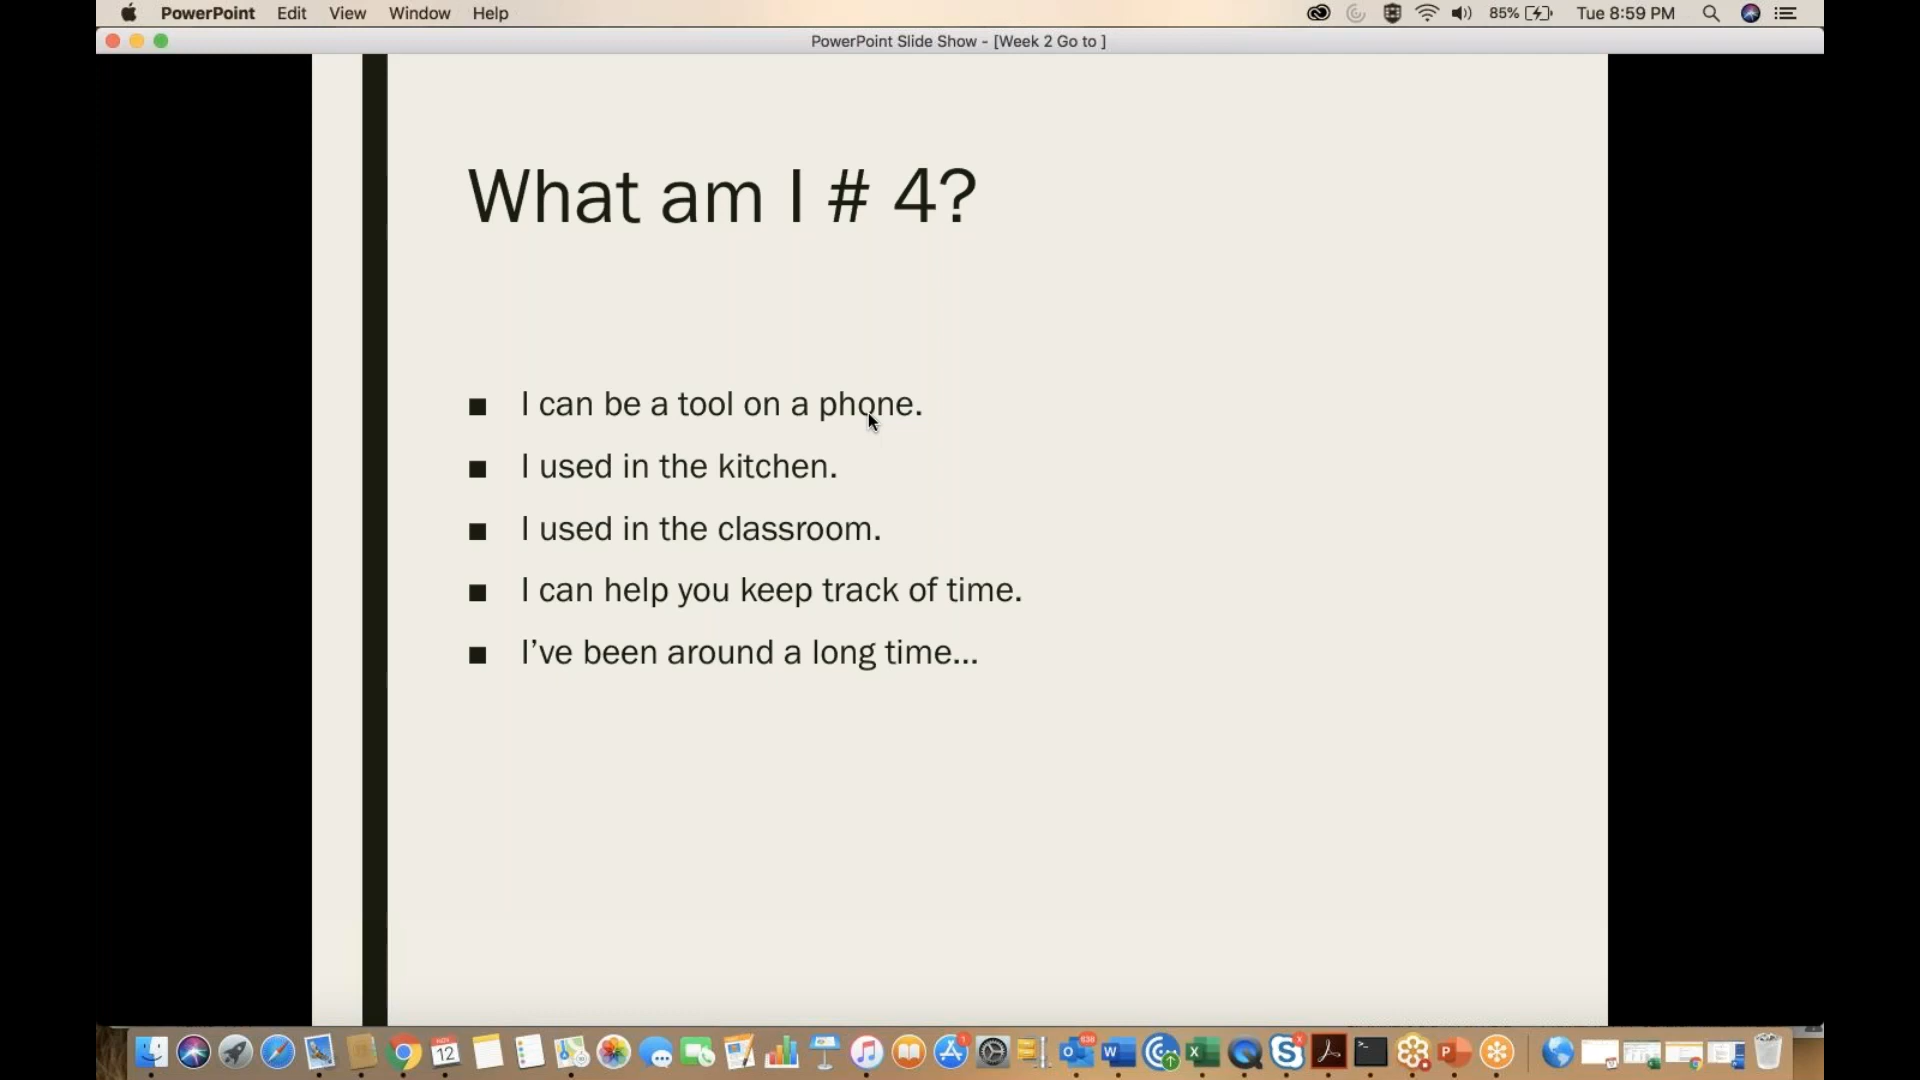 PowerPoint Edit View Window Help 85% Tue 8:59 PM
PowerPoint Slide Show - [Week 2 Go to ]
What am I # 4?
■ I can be a tool on a phone.
■ I used in the kitchen.
■ I used in the classroom.
■ I can help you keep track of time.
■ I’ve been around a long time...
12